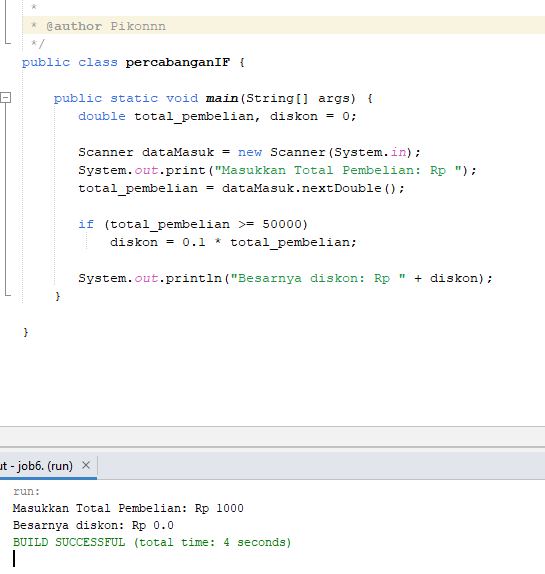 *
* @author Pikonnn
*/
public class percabanganIF {
public static void main(String[] args) {
double total_pembelian, diskon = 0;
Scanner dataMasuk = new Scanner(System.in);
System.out.print("Masukkan Total Pembelian: Rp ");
total_pembelian = dataMasuk.nextDouble();
if (total_pembelian >= 50000)
diskon = 0.1 * total_pembelian;
System.out.println("Besarnya diskon: Rp " + diskon);
}
}
ut - job6. (run) ×
run:
Masukkan Total Pembelian: Rp 1000
Besarnya diskon: Rp 0.0
BUILD SUCCESSFUL (total time: 4 seconds)